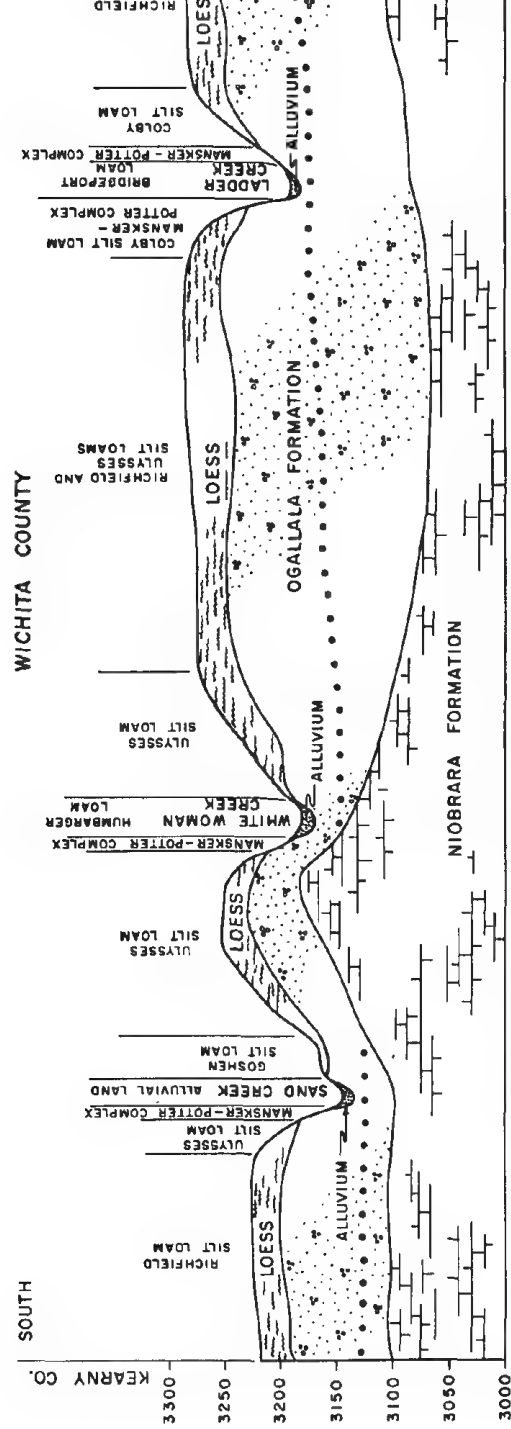 WICHITA COUNTY
SOUTH
KEARNY CO.
3300
3250
3200
3150
3100
3050
3000
RICHFIELD
SILT LOAM
ULYSSES
SILT LOAM
MANSKER-POTTER COMPLEX
SAND CREEK
ALLUVIAL LAND
GOSHEN
SILT LOAM
ULYSSES
SILT LOAM
MANSKER-POTTER COMPLEX
WHITE WOMAN
CREEK
HUMBARGER
LOAM
ULYSSES
SILT LOAM
RICHFIELD AND
ULYSSES
SILT LOAMS
COLBY SILT LOAM
MANSKER-
POTTER COMPLEX
LADDER
CREEK
BRIDGEPORT
LOAM
MANSKER-POTTER COMPLEX
COLBY
SILT LOAM
RICHFIELD
LOESS
LOESS
LOESS
LOES
ALLUVIUM
ALLUVIUM
ALLUVIUM
OGALLALA FORMATION
NIOBRARA FORMATION